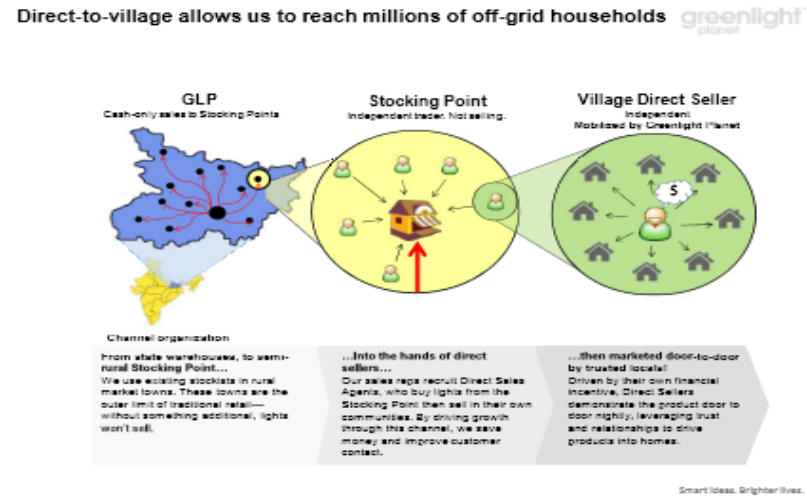 Direct-to-village allows us to reach millions of off-grid households
greenlight
planet
GLP
Cash-only sales to Stocking Points
Stocking Point
Independent trader. Not selling.
Village Direct Seller
Independent
Mobilized by Greenlight Planet
$
Channel organization
From state warehouses, to semi-
rural Stocking Point...
We use existing stockists in rural
market towns. These towns are the
outer limit of traditional retail—
without something additional, lights
won't sell.
...Into the hands of direct
sellers...
Our sales reps recruit Direct Sales
Agents, who buy lights from the
Stocking Point then sell in their own
communities. By driving growth
through this channel, we save
money and improve customer
contact.
...then marketed door-to-door
by trusted locals!
Driven by their own financial
incentive, Direct Sellers
demonstrate the product door to
door nightly, leveraging trust
and relationships to drive
products into homes.
Smart ideas. Brighter lives.